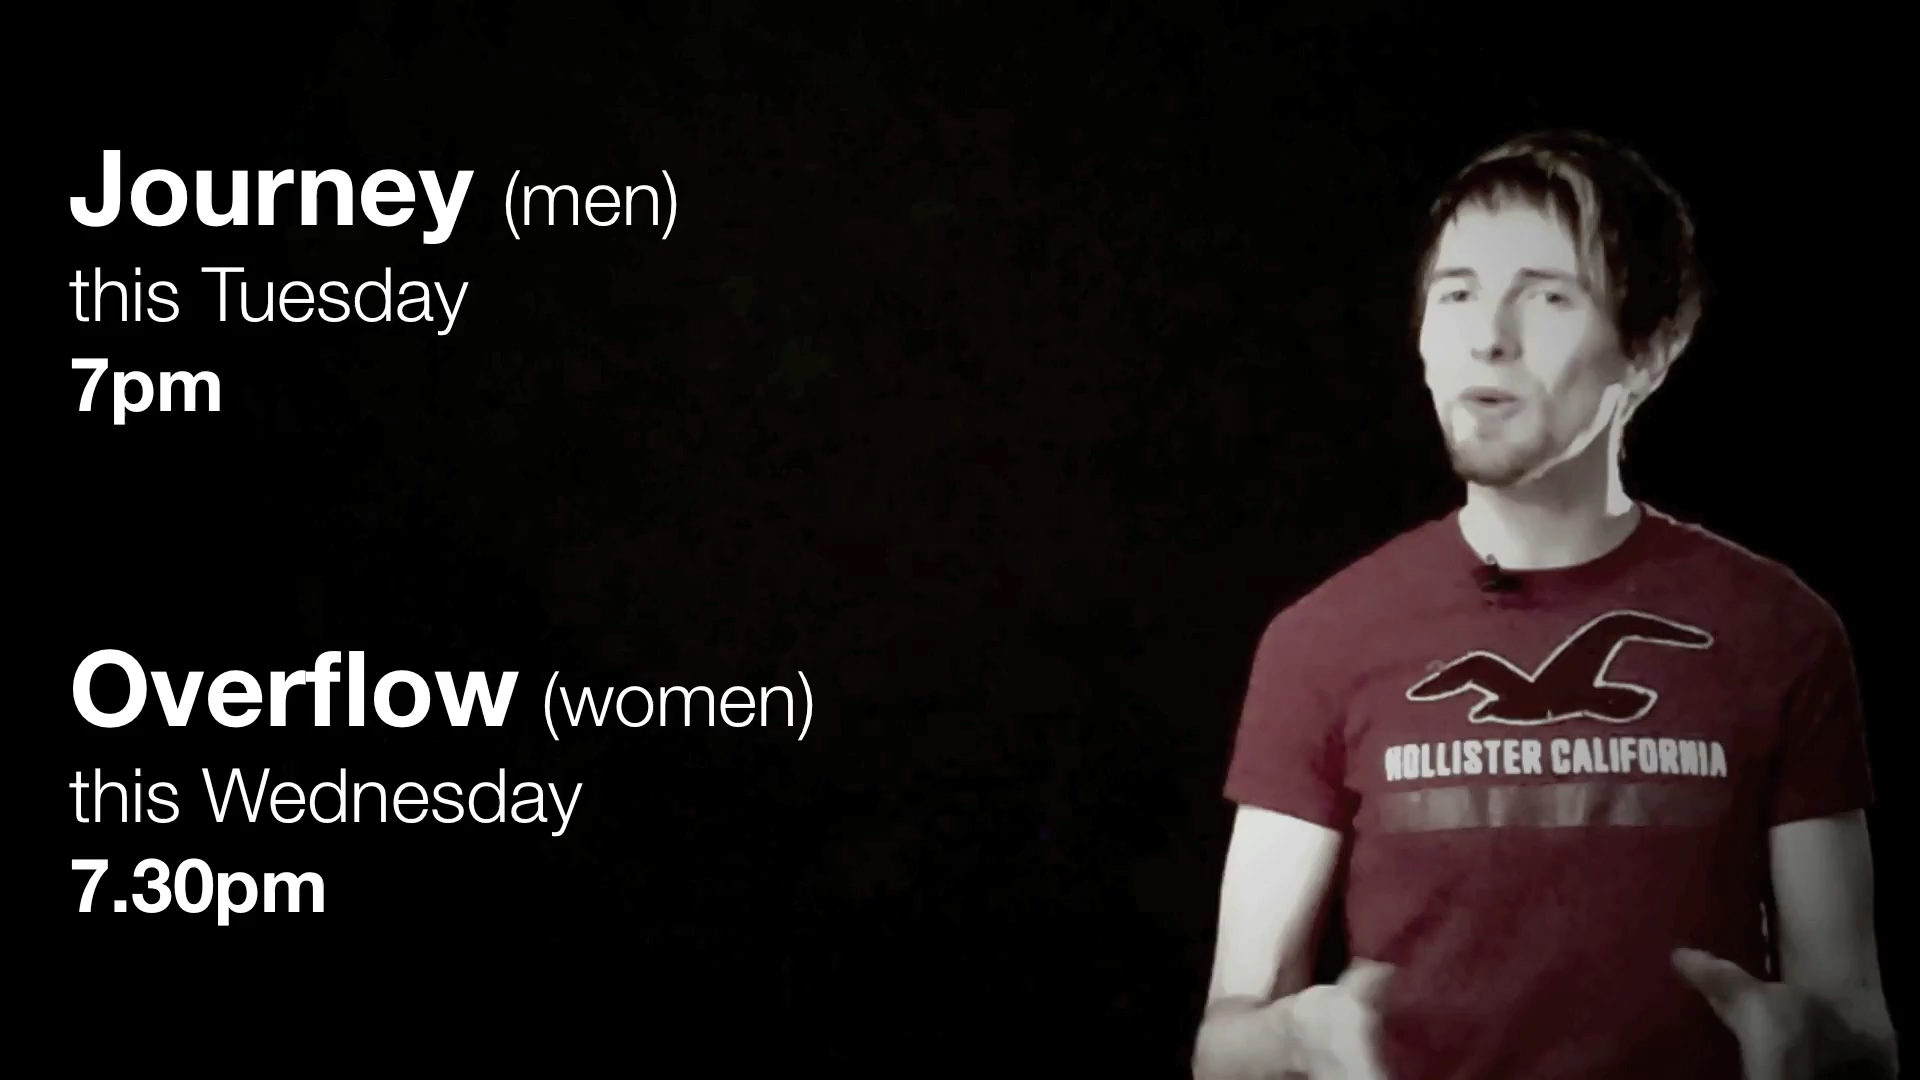 Journey (men)
this Tuesday
7pm
Overflow (women)
this Wednesday
7.30pm
HOLLISTER CALIFORNIA